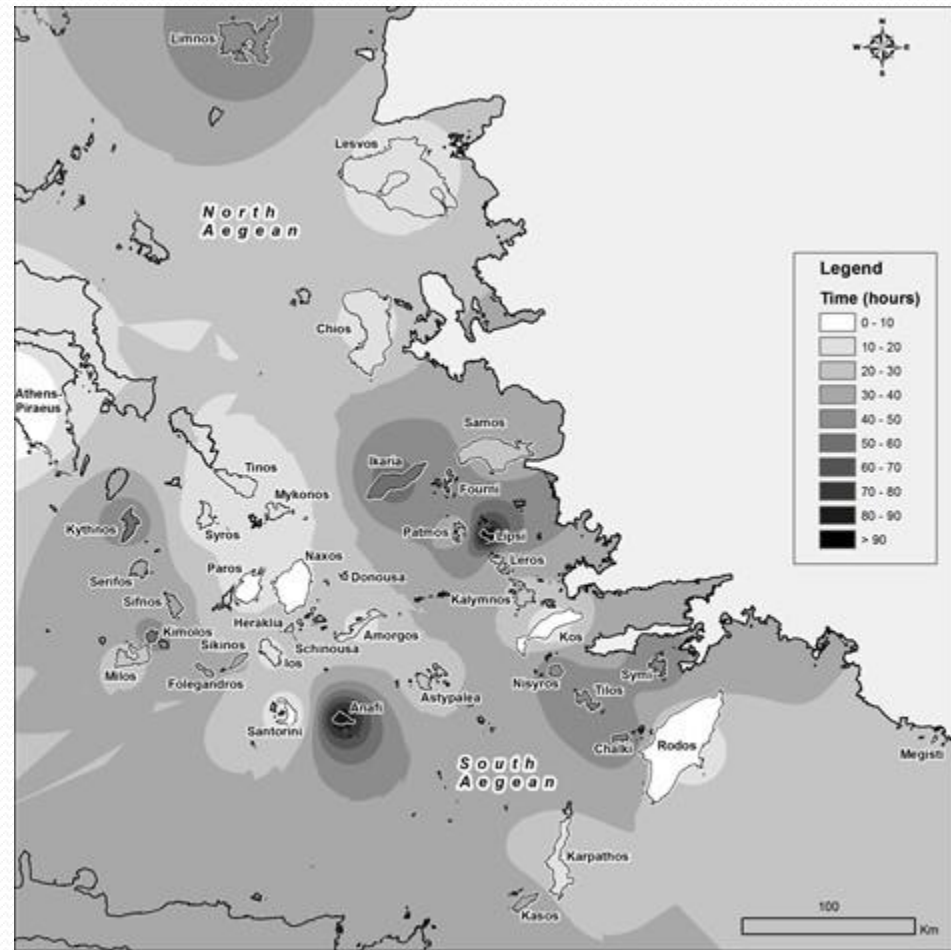 N
W E
S
Limnos
Lesvos
North
Aegean
Legend
Time (hours)
0 - 10
10 - 20
20 - 30
30 - 40
40 - 50
50 - 60
60 - 70
70 - 80
80 - 90
> 90
Chios
Athens-
Piraeus
Samos
Ikaria
Fourni
Tinos
Mykonos
Kythnos
Syros
Patmos
Lipsi
Leros
Naxos
Paros
Donousa
Serifos
Sifnos
Kalymnos
Heraklia
Amorgos
Kos
Kimolos
Schinousa
Sikinos
Ios
Milos
Folegandros
Astypalea
Nisyros
Symi
Tilos
Santorini
Anafi
Chalki
Rodos
Megisti
South
Aegean
Karpathos
Kasos
100
Km